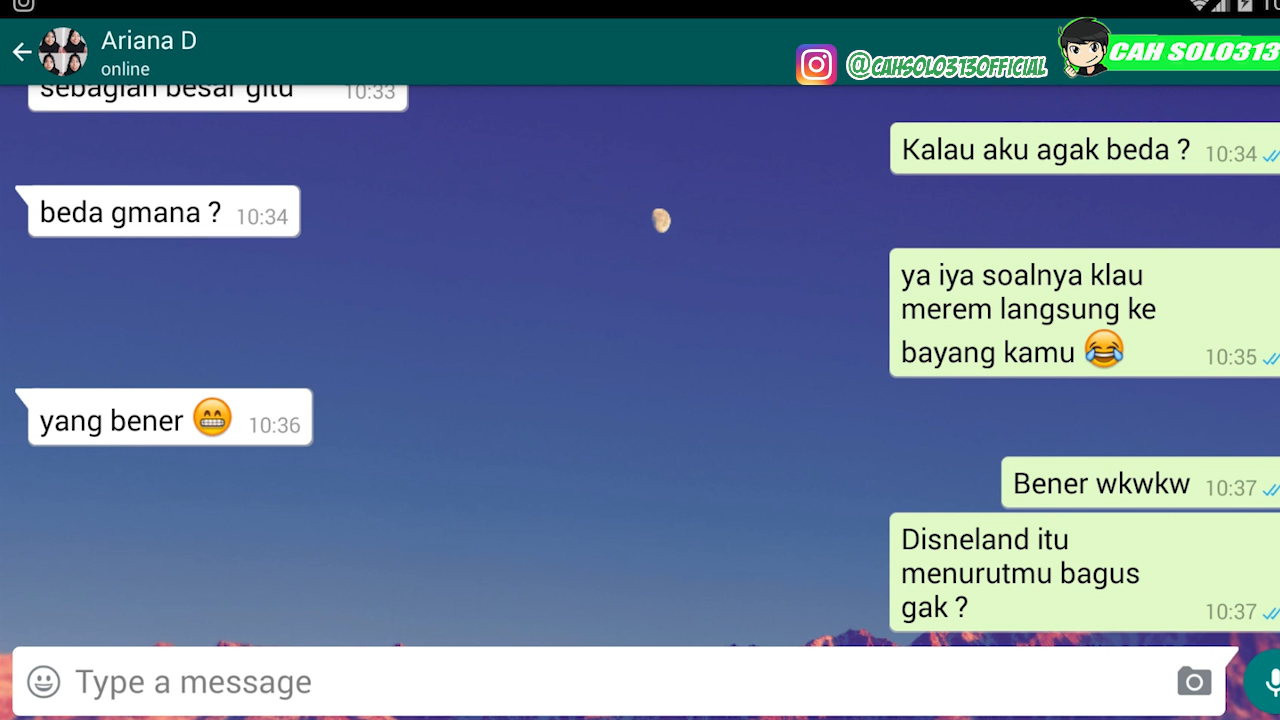 Ariana D
online
@CAHSOLO313OFFICIAL
CAH SOLO313
sebagian besar gitu 10:33
Kalau aku agak beda ? 10:34
beda gmana ? 10:34
ya iya soalnya klau
merem langsung ke
bayang kamu 😂 10:35
yang bener 😁 10:36
Bener wkwkw 10:37
Disneland itu
menurutmu bagus
gak ? 10:37
Type a message